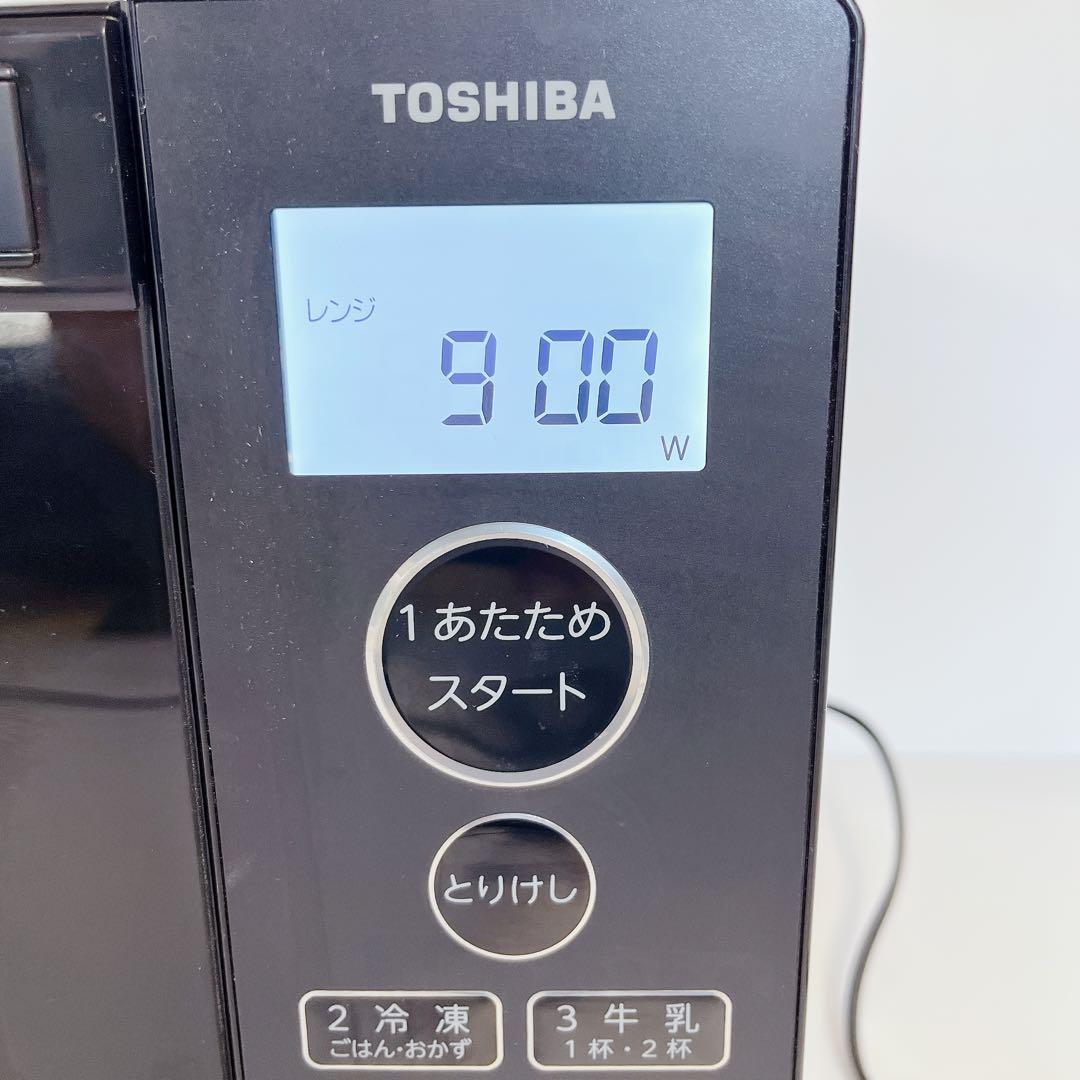 TOSHIBA
レンジ
900
W
1 あたため
スタート
とりけし
2 冷凍
ごはん・おかず
3 牛乳
1杯・2杯